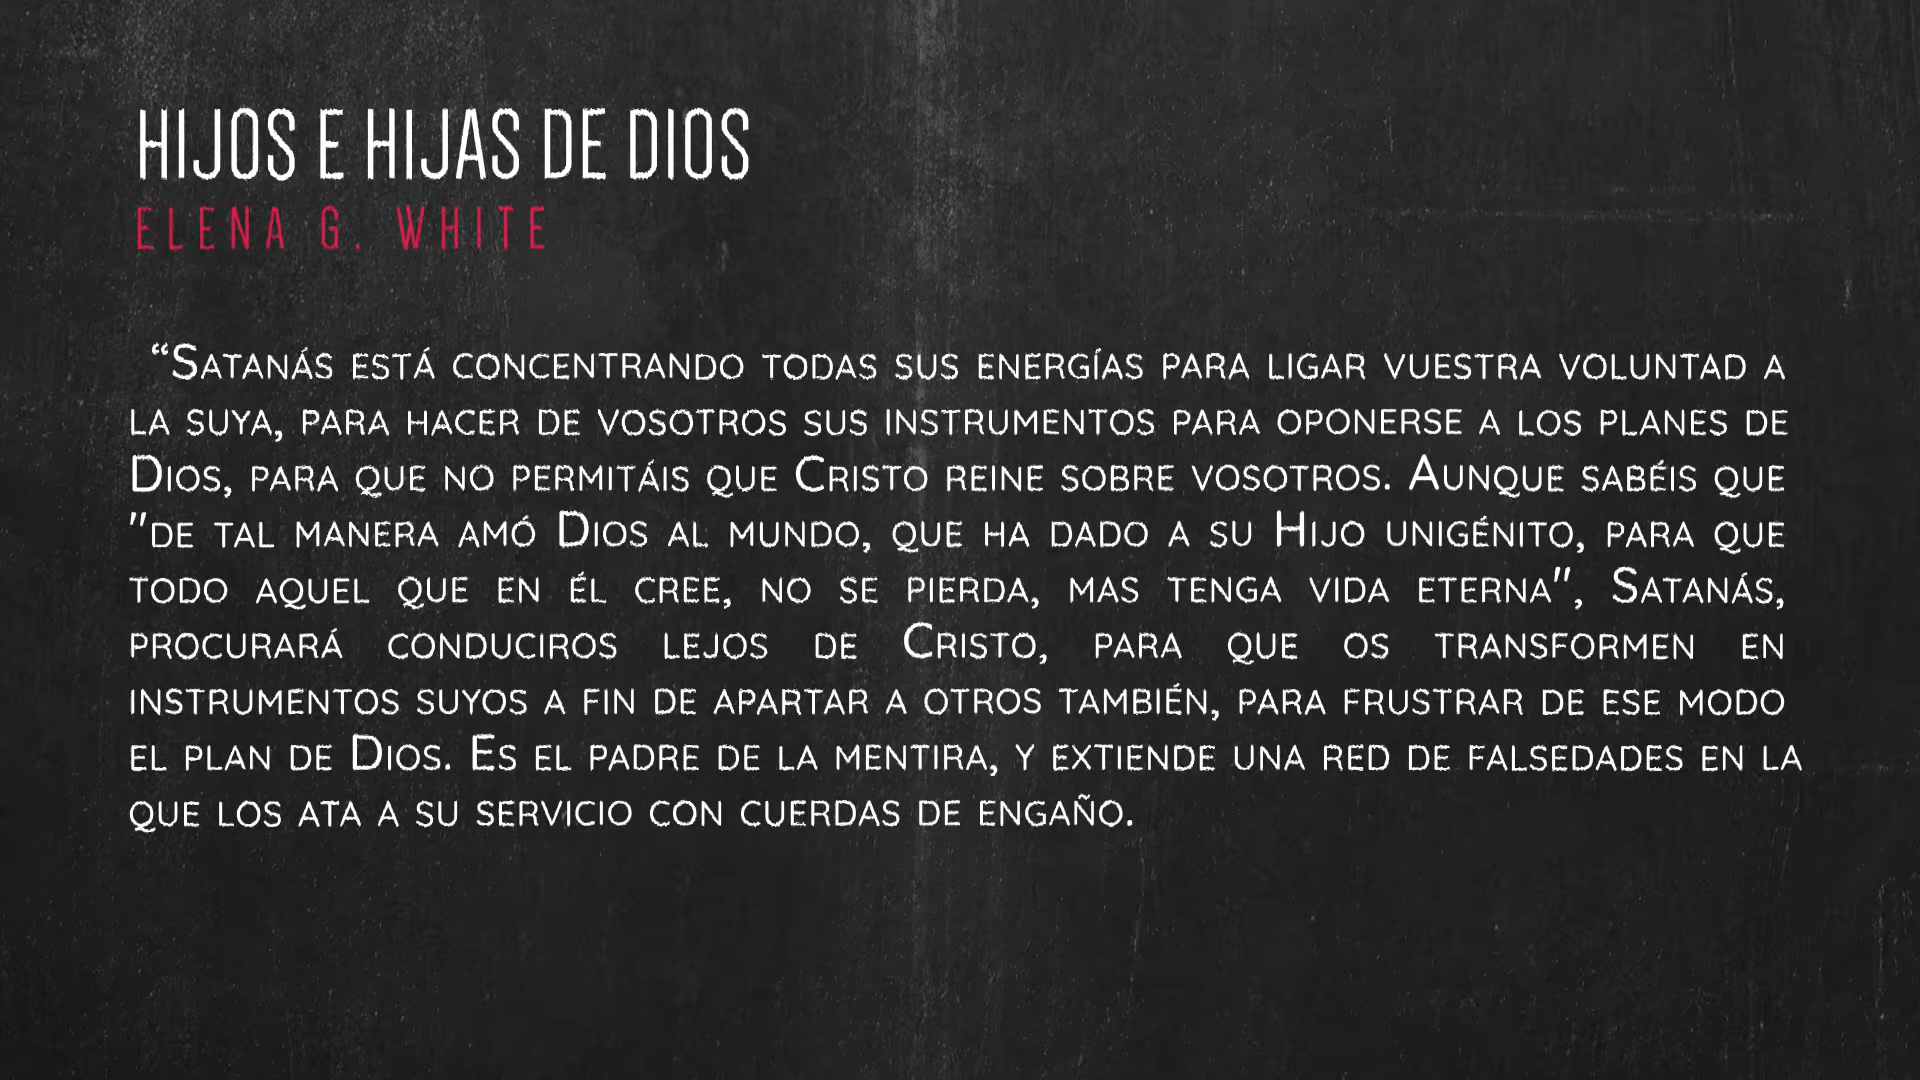 HIJOS E HIJAS DE DIOS
ELENA G. WHITE
“Satanás está concentrando todas sus energías para ligar vuestra voluntad a
la suya, para hacer de vosotros sus instrumentos para oponerse a los planes de
Dios, para que no permitáis que Cristo reine sobre vosotros. Aunque sabéis que
"de tal manera amó Dios al mundo, que ha dado a su Hijo unigénito, para que
todo aquel que en él cree, no se pierda, mas tenga vida eterna", Satanás,
procurará conduciros lejos de Cristo, para que os transformen en
instrumentos suyos a fin de apartar a otros también, para frustrar de ese modo
el plan de Dios. Es el padre de la mentira, y extiende una red de falsedades en la
que los ata a su servicio con cuerdas de engaño.